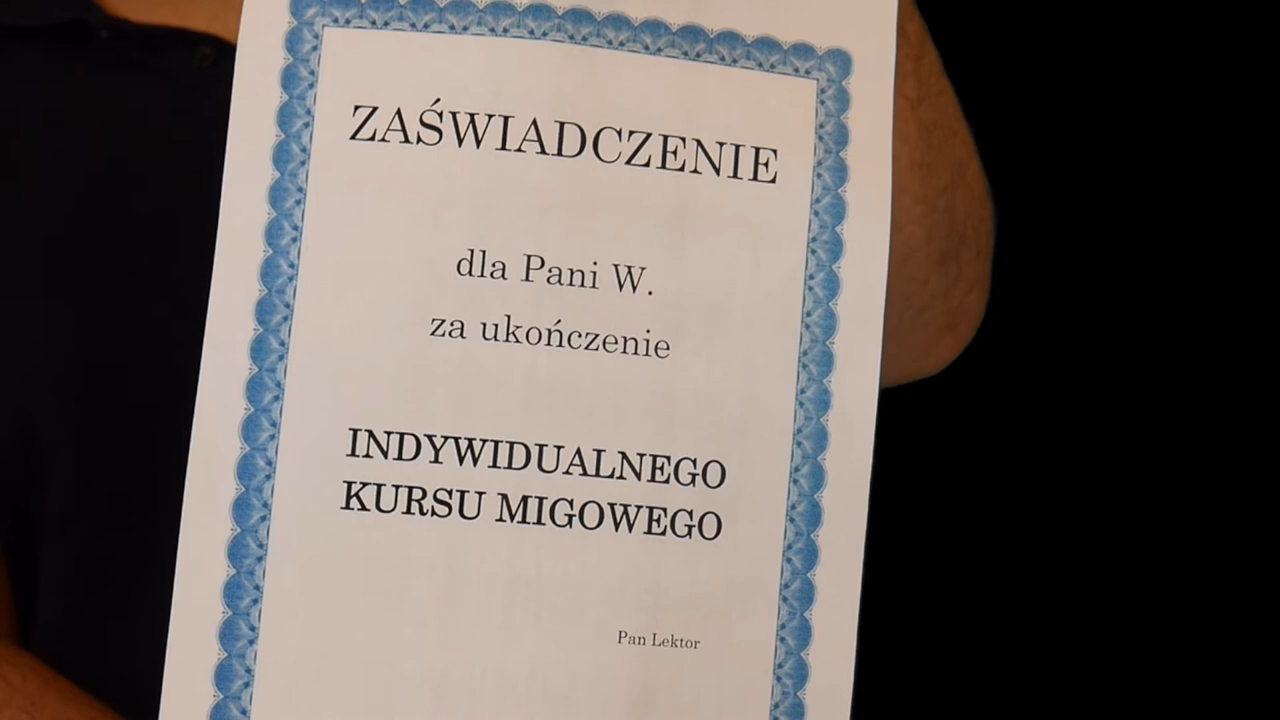 ZAŚWIADCZENIE
dla Pani W.
za ukończenie
INDYWIDUALNEGO
KURSU MIGOWEGO
Pan Lektor